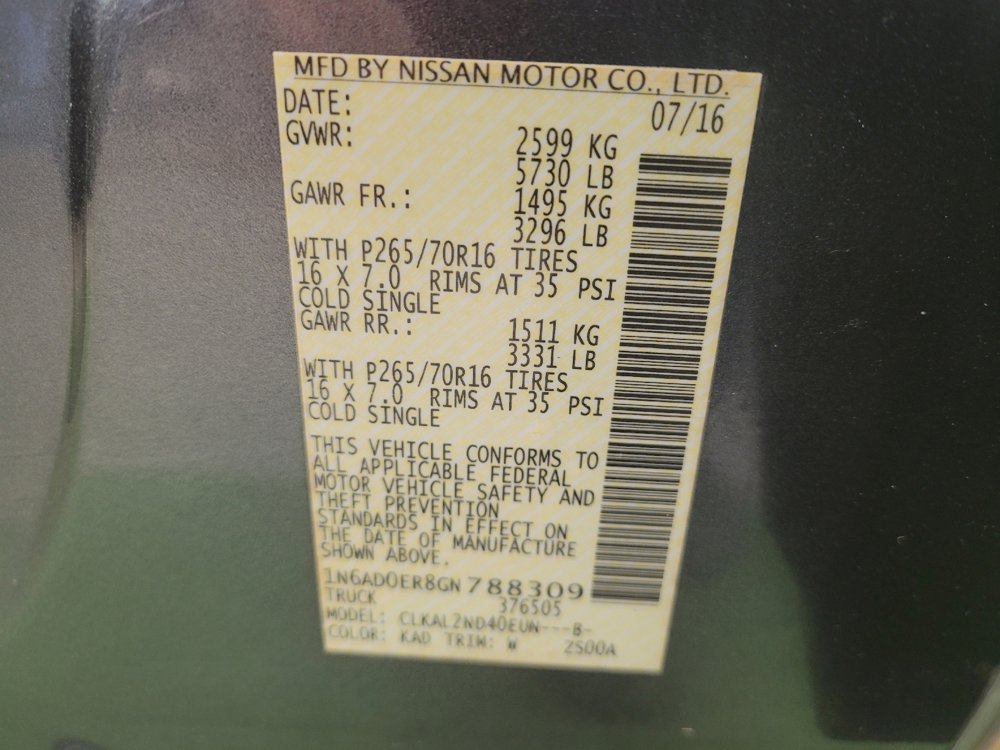 MFD BY NISSAN MOTOR CO., LTD.
DATE: 07/16
GVWR: 2599 KG
5730 LB
GAWR FR.: 1495 KG
3296 LB
WITH P265/70R16 TIRES
16 X 7.0 RIMS AT 35 PSI
COLD SINGLE
GAWR RR.: 1511 KG
3331 LB
WITH P265/70R16 TIRES
16 X 7.0 RIMS AT 35 PSI
COLD SINGLE
THIS VEHICLE CONFORMS TO
ALL APPLICABLE FEDERAL
MOTOR VEHICLE SAFETY AND
THEFT PREVENTION
STANDARDS IN EFFECT ON
THE DATE OF MANUFACTURE
SHOWN ABOVE.
1N6AD0ER8GN788309
TRUCK 376505
MODEL: CLKAL2ND40EUN---B-
COLOR: KAD TRIM: W 2S00A